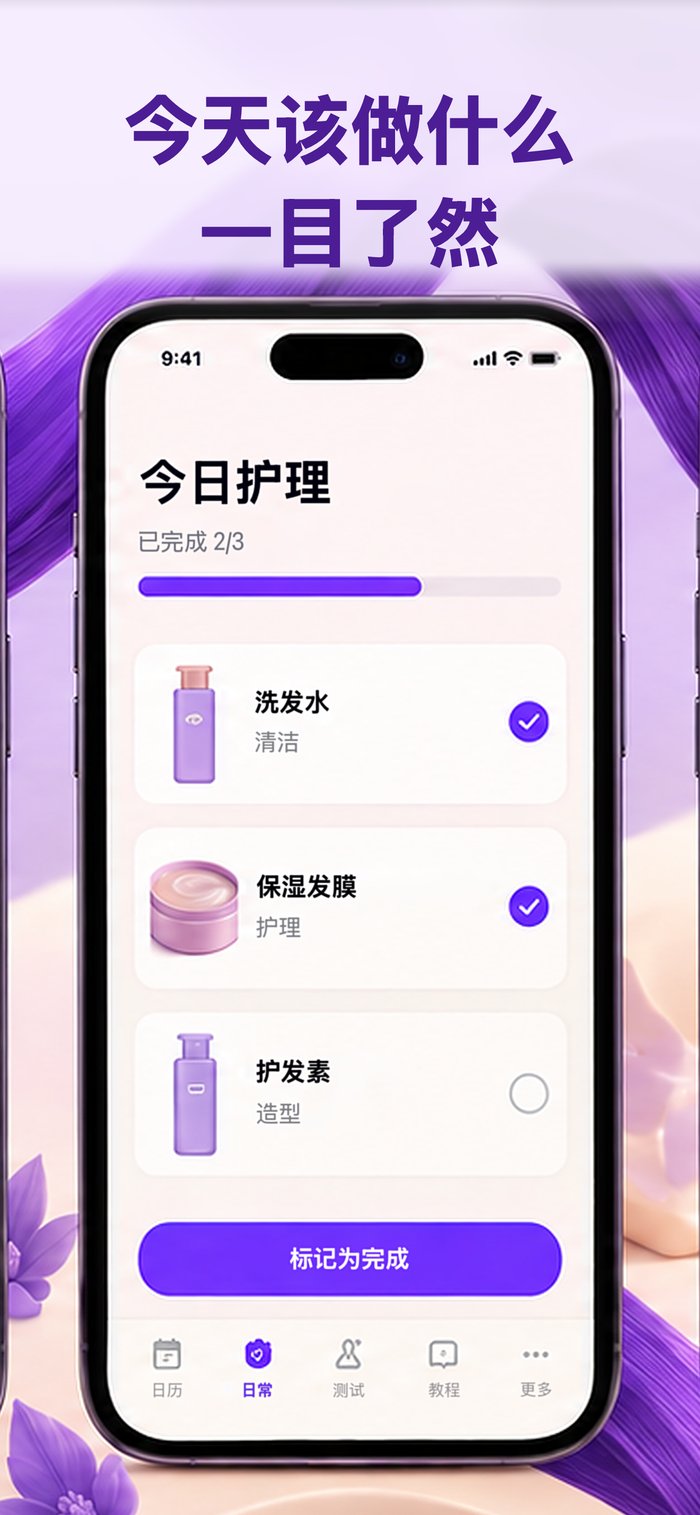 今天该做什么
一目了然
9:41
今日护理
已完成 2/3
洗发水
清洁
保湿发膜
护理
护发素
造型
标记为完成
日历
日常
测试
教程
更多